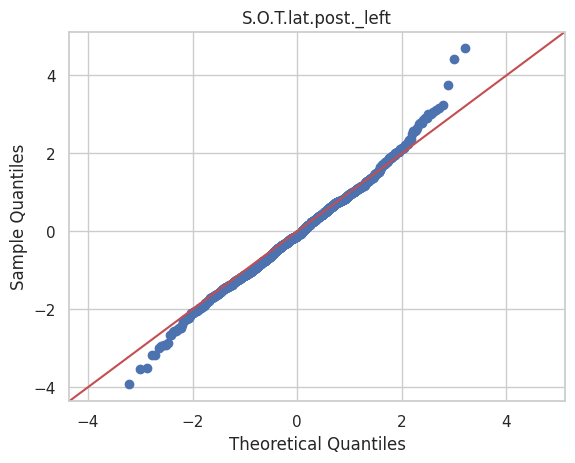 S.O.T.lat.post._left
4
2
0
−2
−4
Sample Quantiles
−4 −2 0 2 4
Theoretical Quantiles